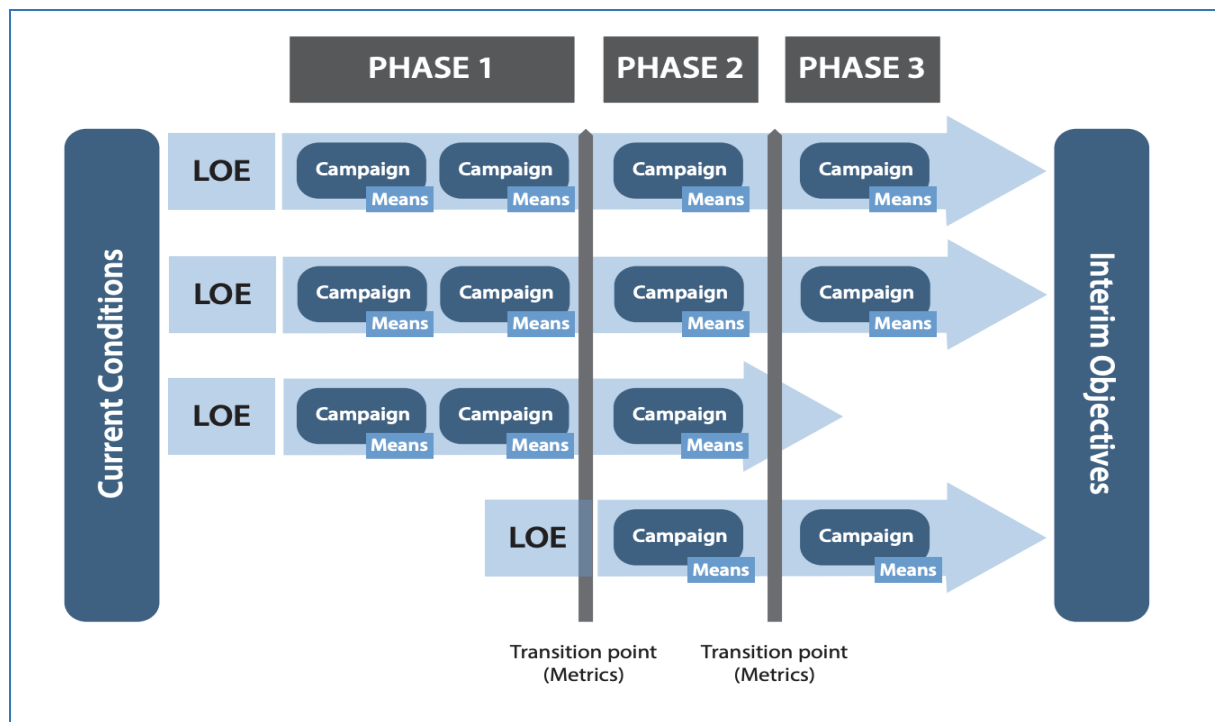 PHASE 1 PHASE 2 PHASE 3
Current Conditions
LOE Campaign Campaign Campaign Campaign
Means Means Means Means
LOE Campaign Campaign Campaign Campaign
Means Means Means Means
LOE Campaign Campaign Campaign
Means Means Means
LOE Campaign Campaign
Means Means
Interim Objectives
Transition point Transition point
(Metrics) (Metrics)